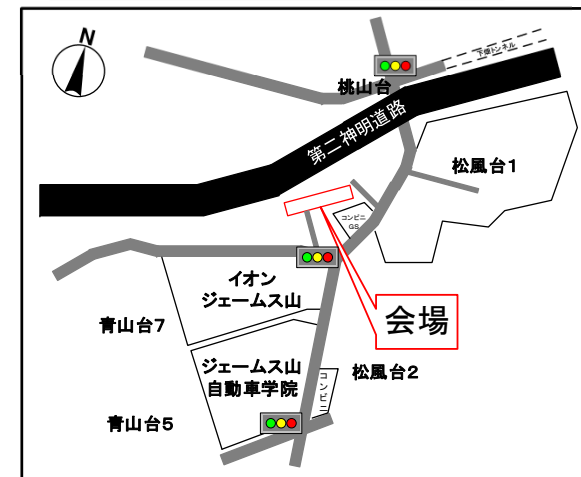 N
下畑トンネル
桃山台
第二神明道路
松風台1
コンビニ
GS
イオン
ジェームス山
青山台7
会場
ジェームス山
自動車学院
コンビニ
松風台2
青山台5